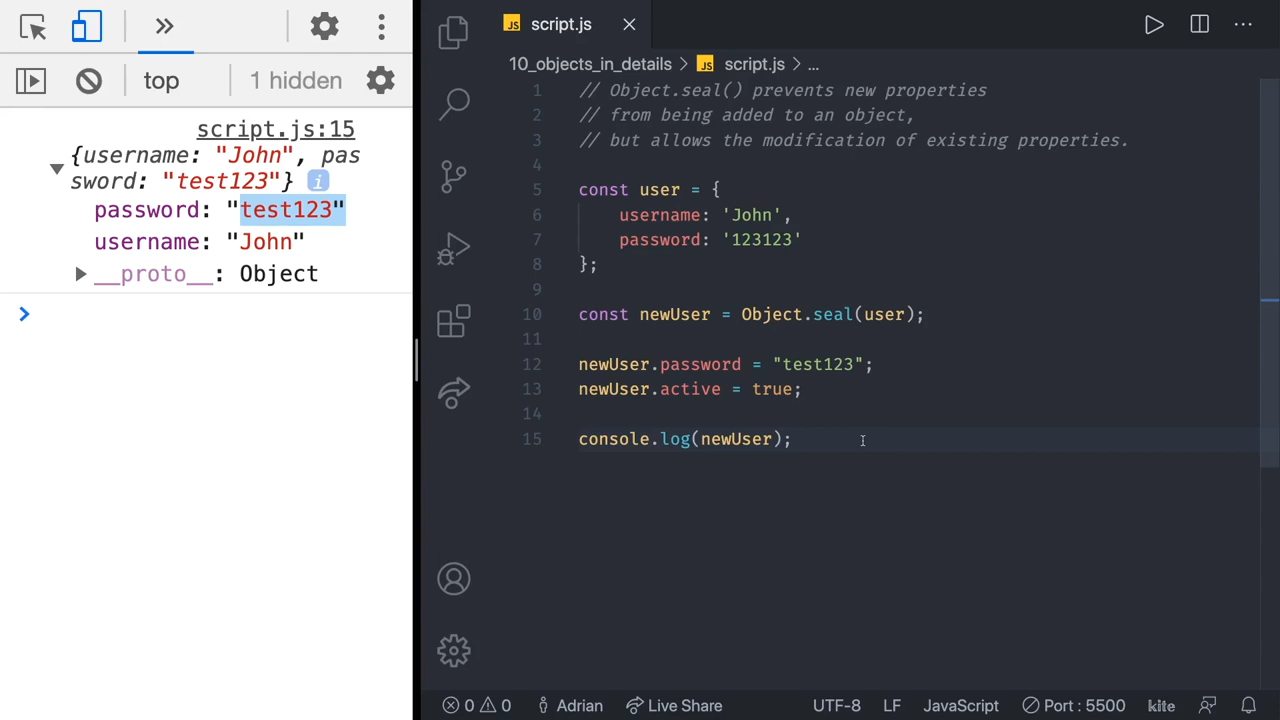 top
1 hidden
script.js:15
{username: "John", pas
sword: "test123"} i
password: "test123"
username: "John"
__proto__: Object
JS script.js
10_objects_in_details > JS script.js > ...
1 // Object.seal() prevents new properties
2 // from being added to an object,
3 // but allows the modification of existing properties.
4
5 const user = {
6 username: 'John',
7 password: '123123'
8 };
9
10 const newUser = Object.seal(user);
11
12 newUser.password = "test123";
13 newUser.active = true;
14
15 console.log(newUser);
0 0 Adrian Live Share UTF-8 LF JavaScript Port : 5500 kite